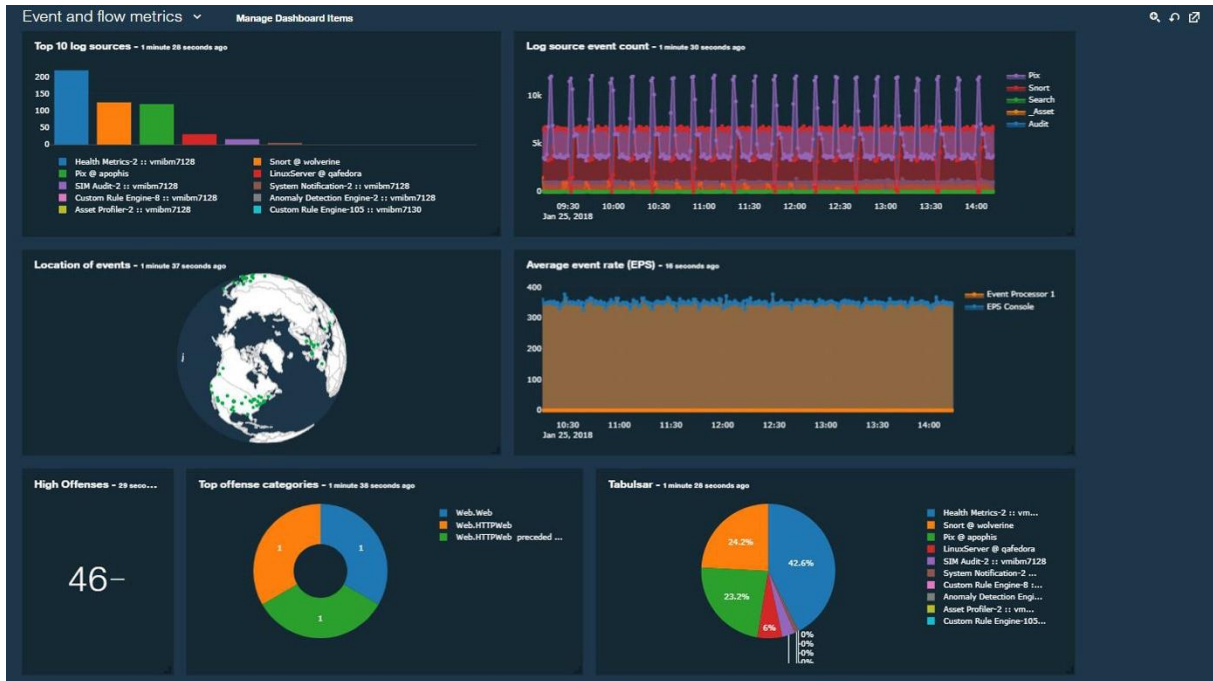 Event and flow metrics
Manage Dashboard Items
Top 10 log sources - 1 minute 28 seconds ago
200
150
100
50
0
Health Metrics-2 :: vmibm7128
Snort @ wolverine
Pix @ apophis
LinuxServer @ qafedora
SIM Audit-2 :: vmibm7128
System Notification-2 :: vmibm7128
Custom Rule Engine-8 :: vmibm7128
Anomaly Detection Engine-2 :: vmibm7128
Asset Profiler-2 :: vmibm7128
Custom Rule Engine-105 :: vmibm7130
Log source event count - 1 minute 30 seconds ago
10k
5k
0
09:30 10:00 10:30 11:00 11:30 12:00 12:30 13:00 13:30 14:00
Jan 25, 2018
Pix
Snort
Search
_Asset
Audit
Location of events - 1 minute 37 seconds ago
Average event rate (EPS) - 16 seconds ago
400
300
200
100
0
10:30 11:00 11:30 12:00 12:30 13:00 13:30 14:00
Jan 25, 2018
Event Processor 1
EPS Console
High Offenses - 29 seco...
46-
Top offense categories - 1 minute 38 seconds ago
1
1
1
Web.Web
Web.HTTPWeb
Web.HTTPWeb preceded ...
Tabulsar - 1 minute 28 seconds ago
24.2%
42.6%
23.2%
6%
0%
0%
0%
0%
Health Metrics-2 :: vm...
Snort @ wolverine
Pix @ apophis
LinuxServer @ qafedora
SIM Audit-2 :: vmibm7128
System Notification-2 ...
Custom Rule Engine-8 :...
Anomaly Detection Engi...
Asset Profiler-2 :: vm...
Custom Rule Engine-105...